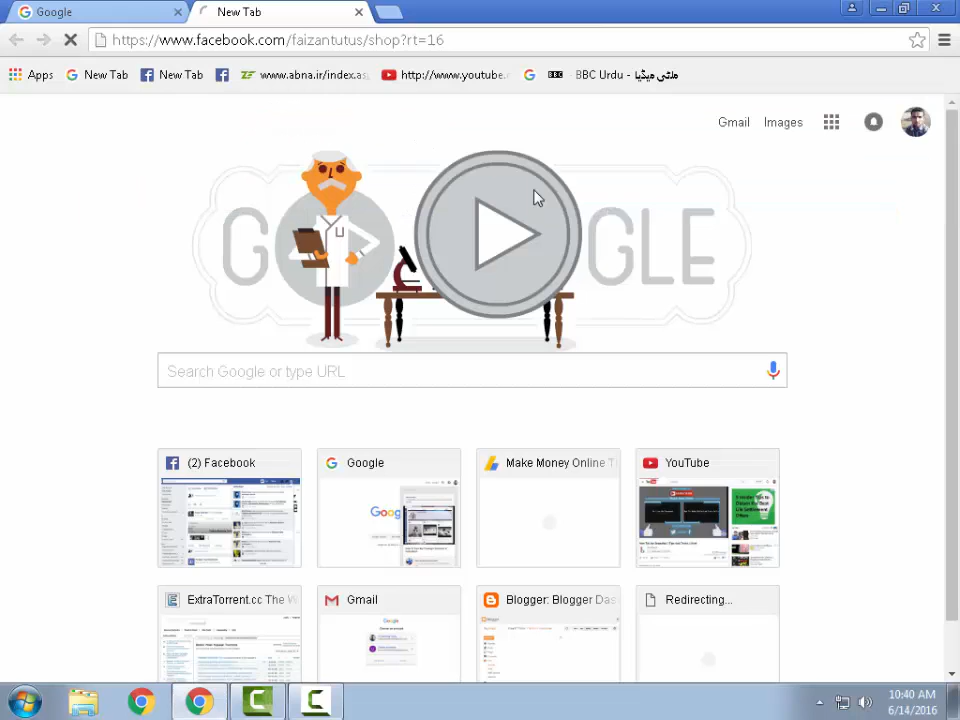 Google
New Tab
https://www.facebook.com/faizantutus/shop?rt=16
Apps
New Tab
New Tab
www.abna.ir/index.as
http://www.youtube.
BBC
BBC Urdu - ملٹی میڈیا
Gmail
Images
GOOGLE
Search Google or type URL
(2) Facebook
Google
Make Money Online T
YouTube
ExtraTorrent.cc The W
Gmail
Blogger: Blogger Das
Redirecting...
10:40 AM
6/14/2016